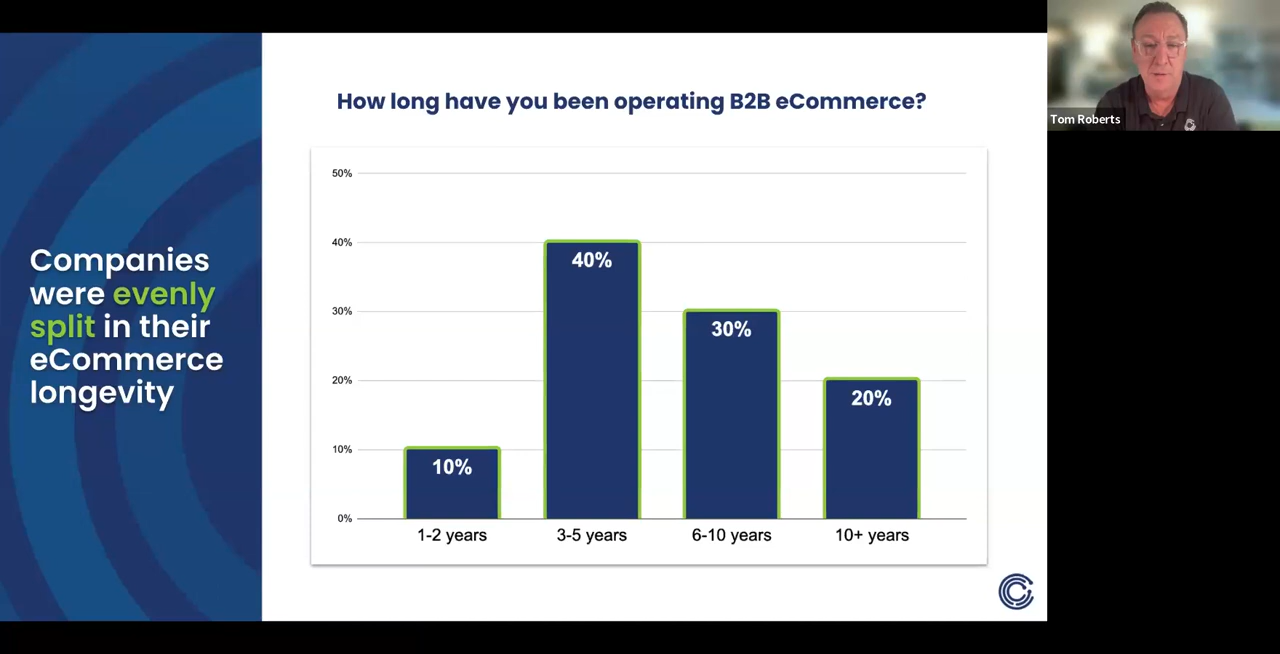 How long have you been operating B2B eCommerce?
Tom Roberts
Companies
were evenly
split in their
eCommerce
longevity
50%
40%
30%
20%
10%
0%
10%
40%
30%
20%
1-2 years
3-5 years
6-10 years
10+ years